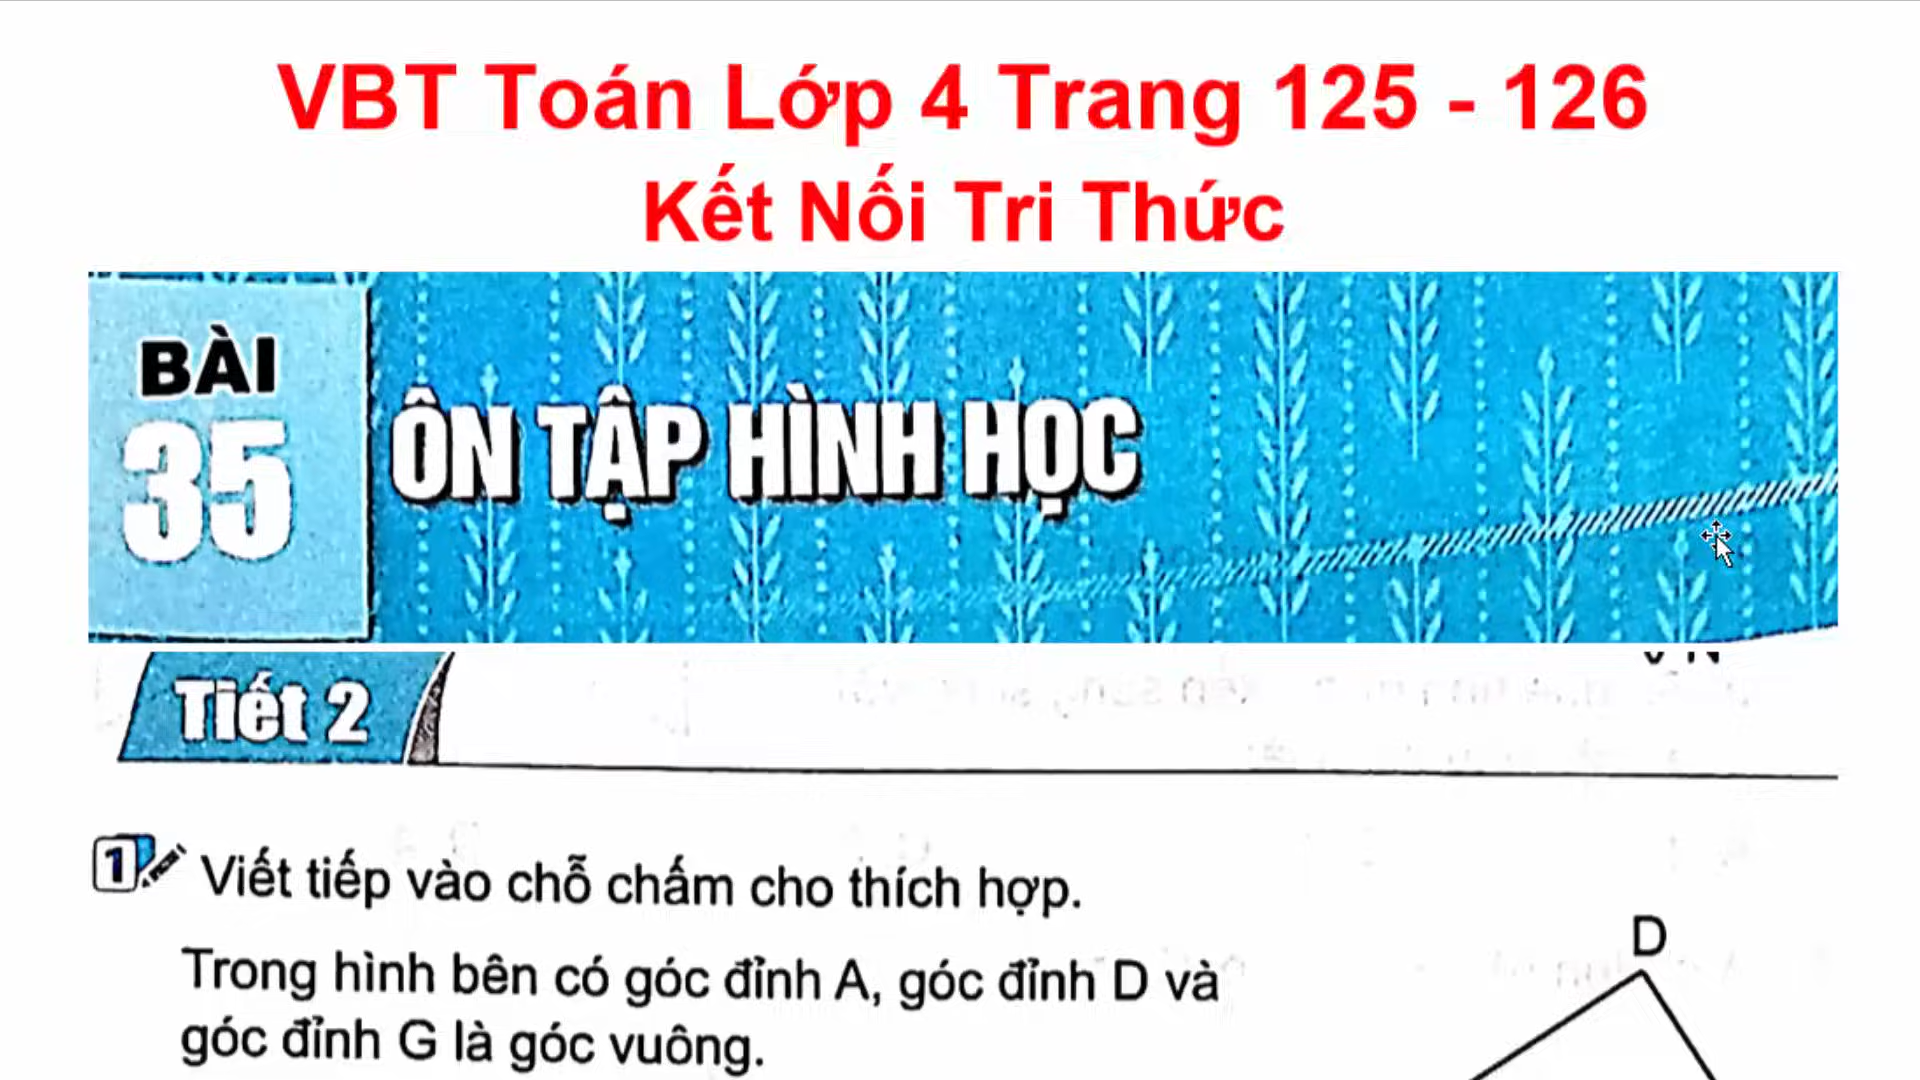 VBT Toán Lớp 4 Trang 125 - 126
Kết Nối Tri Thức
BÀI
35
ÔN TẬP HÌNH HỌC
Tiết 2
1 Viết tiếp vào chỗ chấm cho thích hợp.
Trong hình bên có góc đỉnh A, góc đỉnh D và
góc đỉnh G là góc vuông.
D